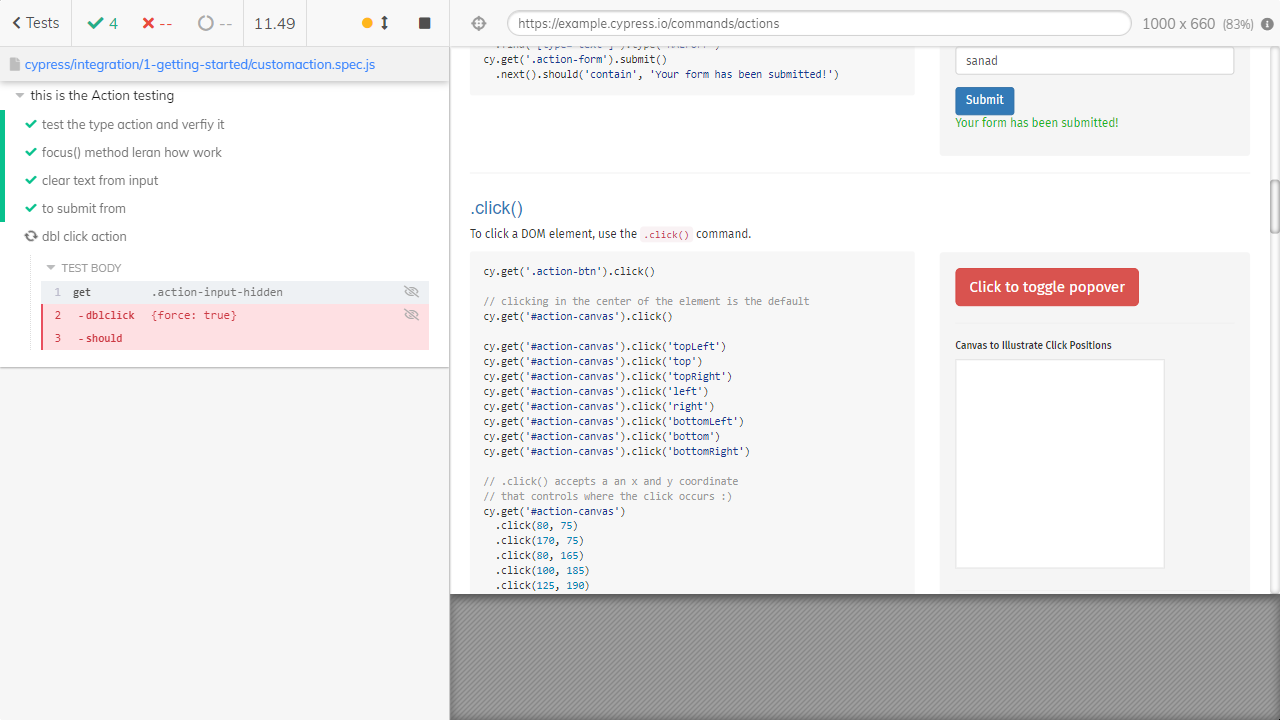 Tests
4
--
--
11.49
https://example.cypress.io/commands/actions
1000 x 660 (83%)
cypress/integration/1-getting-started/customaction.spec.js
this is the Action testing
test the type action and verfiy it
focus() method leran how work
clear text from input
to submit from
dbl click action
TEST BODY
1 get .action-input-hidden
2 -dblclick {force: true}
3 -should
cy.get('.action-form').submit()
.next().should('contain', 'Your form has been submitted!')
sanad
Submit
Your form has been submitted!
.click()
To click a DOM element, use the .click() command.
cy.get('.action-btn').click()
// clicking in the center of the element is the default
cy.get('#action-canvas').click()
cy.get('#action-canvas').click('topLeft')
cy.get('#action-canvas').click('top')
cy.get('#action-canvas').click('topRight')
cy.get('#action-canvas').click('left')
cy.get('#action-canvas').click('right')
cy.get('#action-canvas').click('bottomLeft')
cy.get('#action-canvas').click('bottom')
cy.get('#action-canvas').click('bottomRight')
// .click() accepts a an x and y coordinate
// that controls where the click occurs :)
cy.get('#action-canvas')
.click(80, 75)
.click(170, 75)
.click(80, 165)
.click(100, 185)
.click(125, 190)
Click to toggle popover
Canvas to Illustrate Click Positions